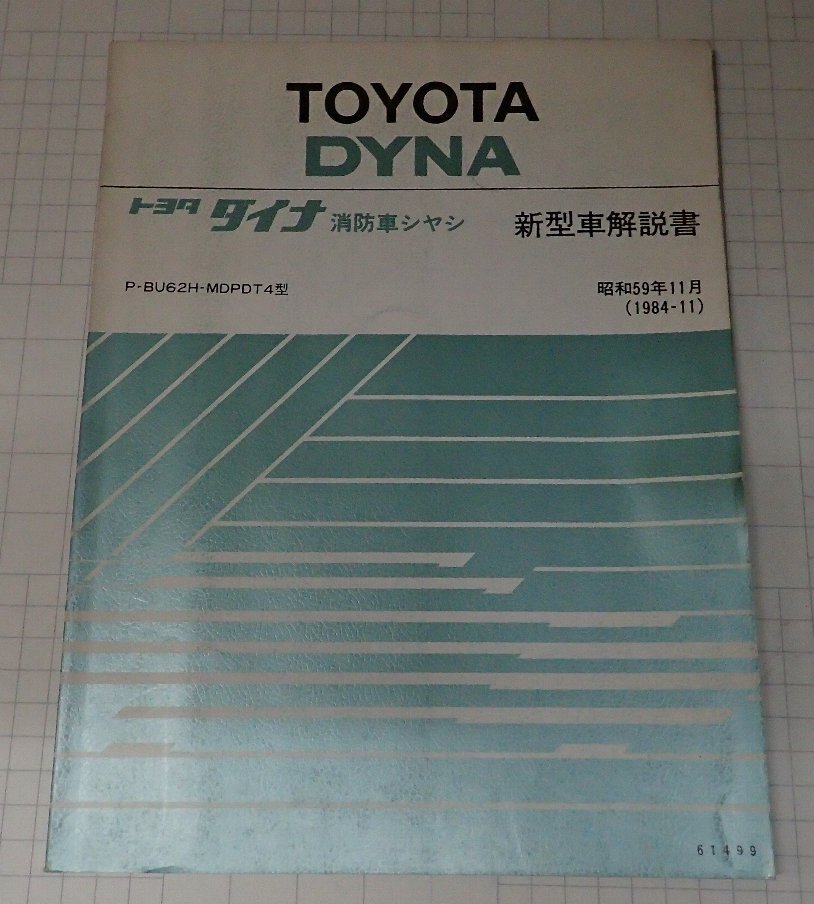 TOYOTA
DYNA
トヨタ ダイナ 消防車シヤシ 新型車解説書
P-BU62H-MDPDT4型 昭和59年11月
(1984-11)
61499